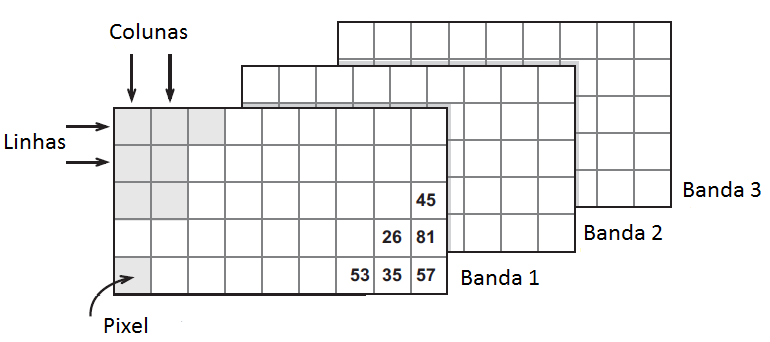 Colunas
Linhas
45
26 81
53 35 57
Banda 3
Banda 2
Banda 1
Pixel